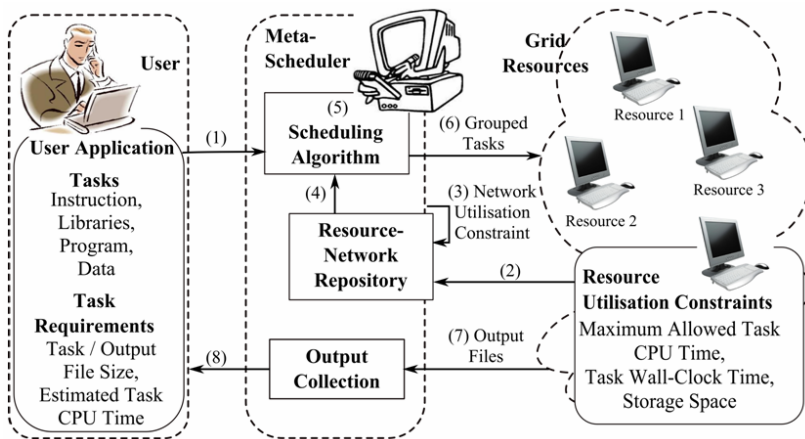 User
User Application
Tasks
Instruction,
Libraries,
Program,
Data
Task
Requirements
Task / Output
File Size,
Estimated Task
CPU Time
(1)
(8)
Meta-
Scheduler
(5)
Scheduling
Algorithm
(4)
Resource-
Network
Repository
Output
Collection
(6) Grouped
Tasks
(3) Network
Utilisation
Constraint
(2)
(7) Output
Files
Grid
Resources
Resource 1
Resource 2
Resource 3
Resource
Utilisation Constraints
Maximum Allowed Task
CPU Time,
Task Wall-Clock Time,
Storage Space